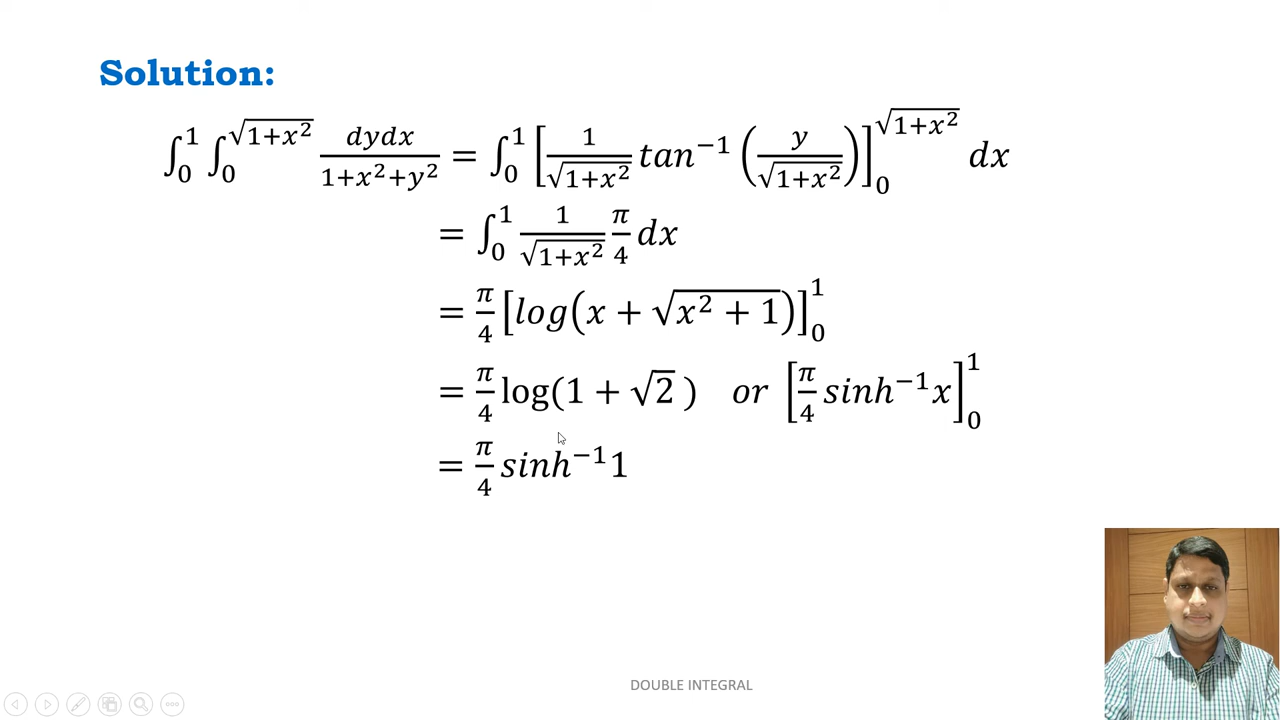 Solution:
∫₀¹ ∫₀^√(1+x²) dydx/(1+x²+y²) = ∫₀¹ [1/√(1+x²) tan⁻¹(y/√(1+x²))]₀^√(1+x²) dx
= ∫₀¹ 1/√(1+x²) π/4 dx
= π/4 [log(x + √(x² + 1))]₀¹
= π/4 log(1 + √2 ) or [π/4 sinh⁻¹x]₀¹
= π/4 sinh⁻¹1
DOUBLE INTEGRAL